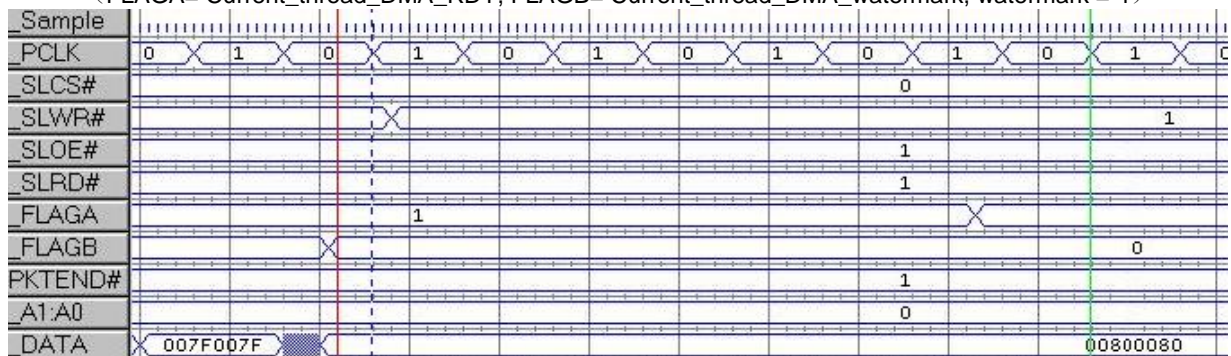 (FLAGA= Current_thread_DMA_RDY, FLAGB= Current_thread_DMA_watermark, watermark =
_Sample
_PCLK 0 1 0 1 0 1 0 1 0 1 0 1
_SLCS# 0
_SLWR# 1
_SLOE# 1
_SLRD# 1
_FLAGA 1
_FLAGB 0
PKTEND# 1
_A1:A0 0
_DATA 007F007F 00800080